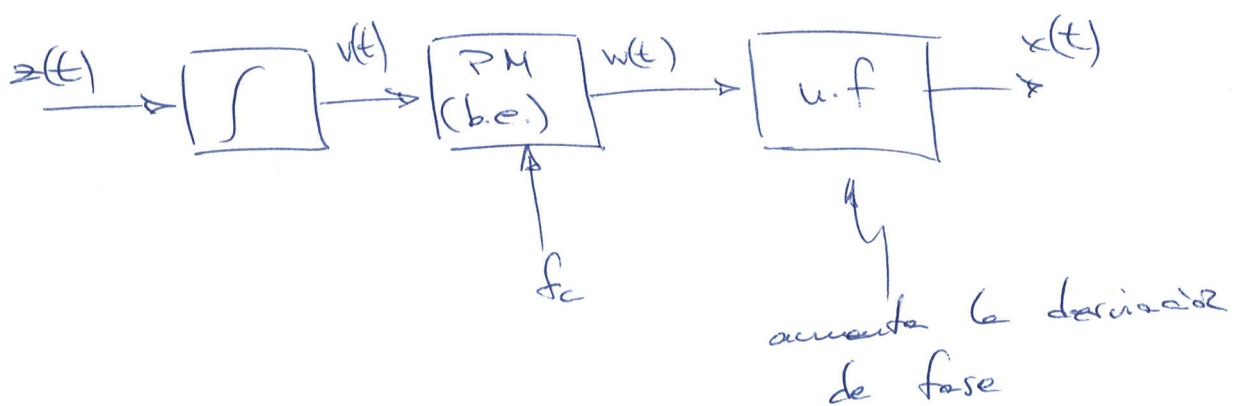 z(t)
∫
v(t)
PM
(b.e.)
w(t)
u.f
x(t)
fc
aumenta la desviación
de fase